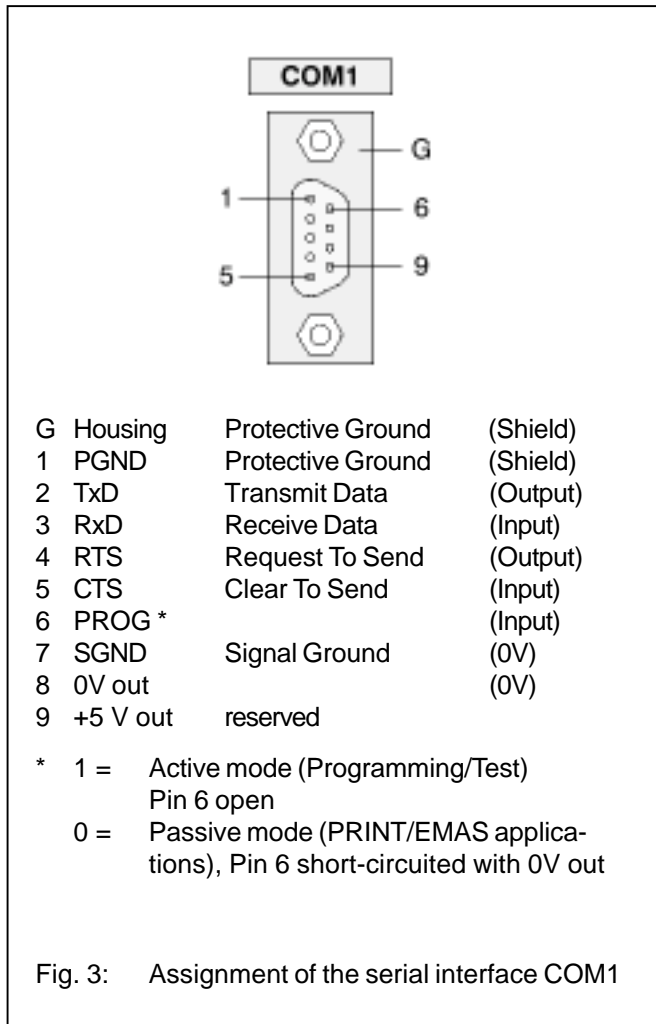 COM1
G
1
6
9
5
G Housing Protective Ground (Shield)
1 PGND Protective Ground (Shield)
2 TxD Transmit Data (Output)
3 RxD Receive Data (Input)
4 RTS Request To Send (Output)
5 CTS Clear To Send (Input)
6 PROG * (Input)
7 SGND Signal Ground (0V)
8 0V out (0V)
9 +5 V out reserved
* 1 = Active mode (Programming/Test)
Pin 6 open
0 = Passive mode (PRINT/EMAS applica-
tions), Pin 6 short-circuited with 0V out
Fig. 3: Assignment of the serial interface COM1